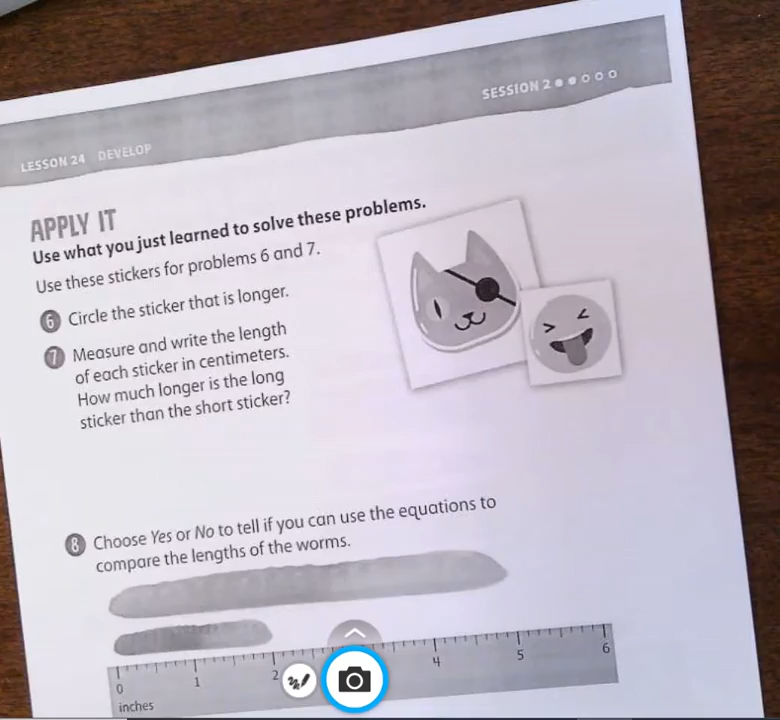 LESSON 24 DEVELOP
SESSION 2
APPLY IT
Use what you just learned to solve these problems.
Use these stickers for problems 6 and 7.
6 Circle the sticker that is longer.
7 Measure and write the length
of each sticker in centimeters.
How much longer is the long
sticker than the short sticker?
8 Choose Yes or No to tell if you can use the equations to
compare the lengths of the worms.
0 1 2 4 5 6
inches